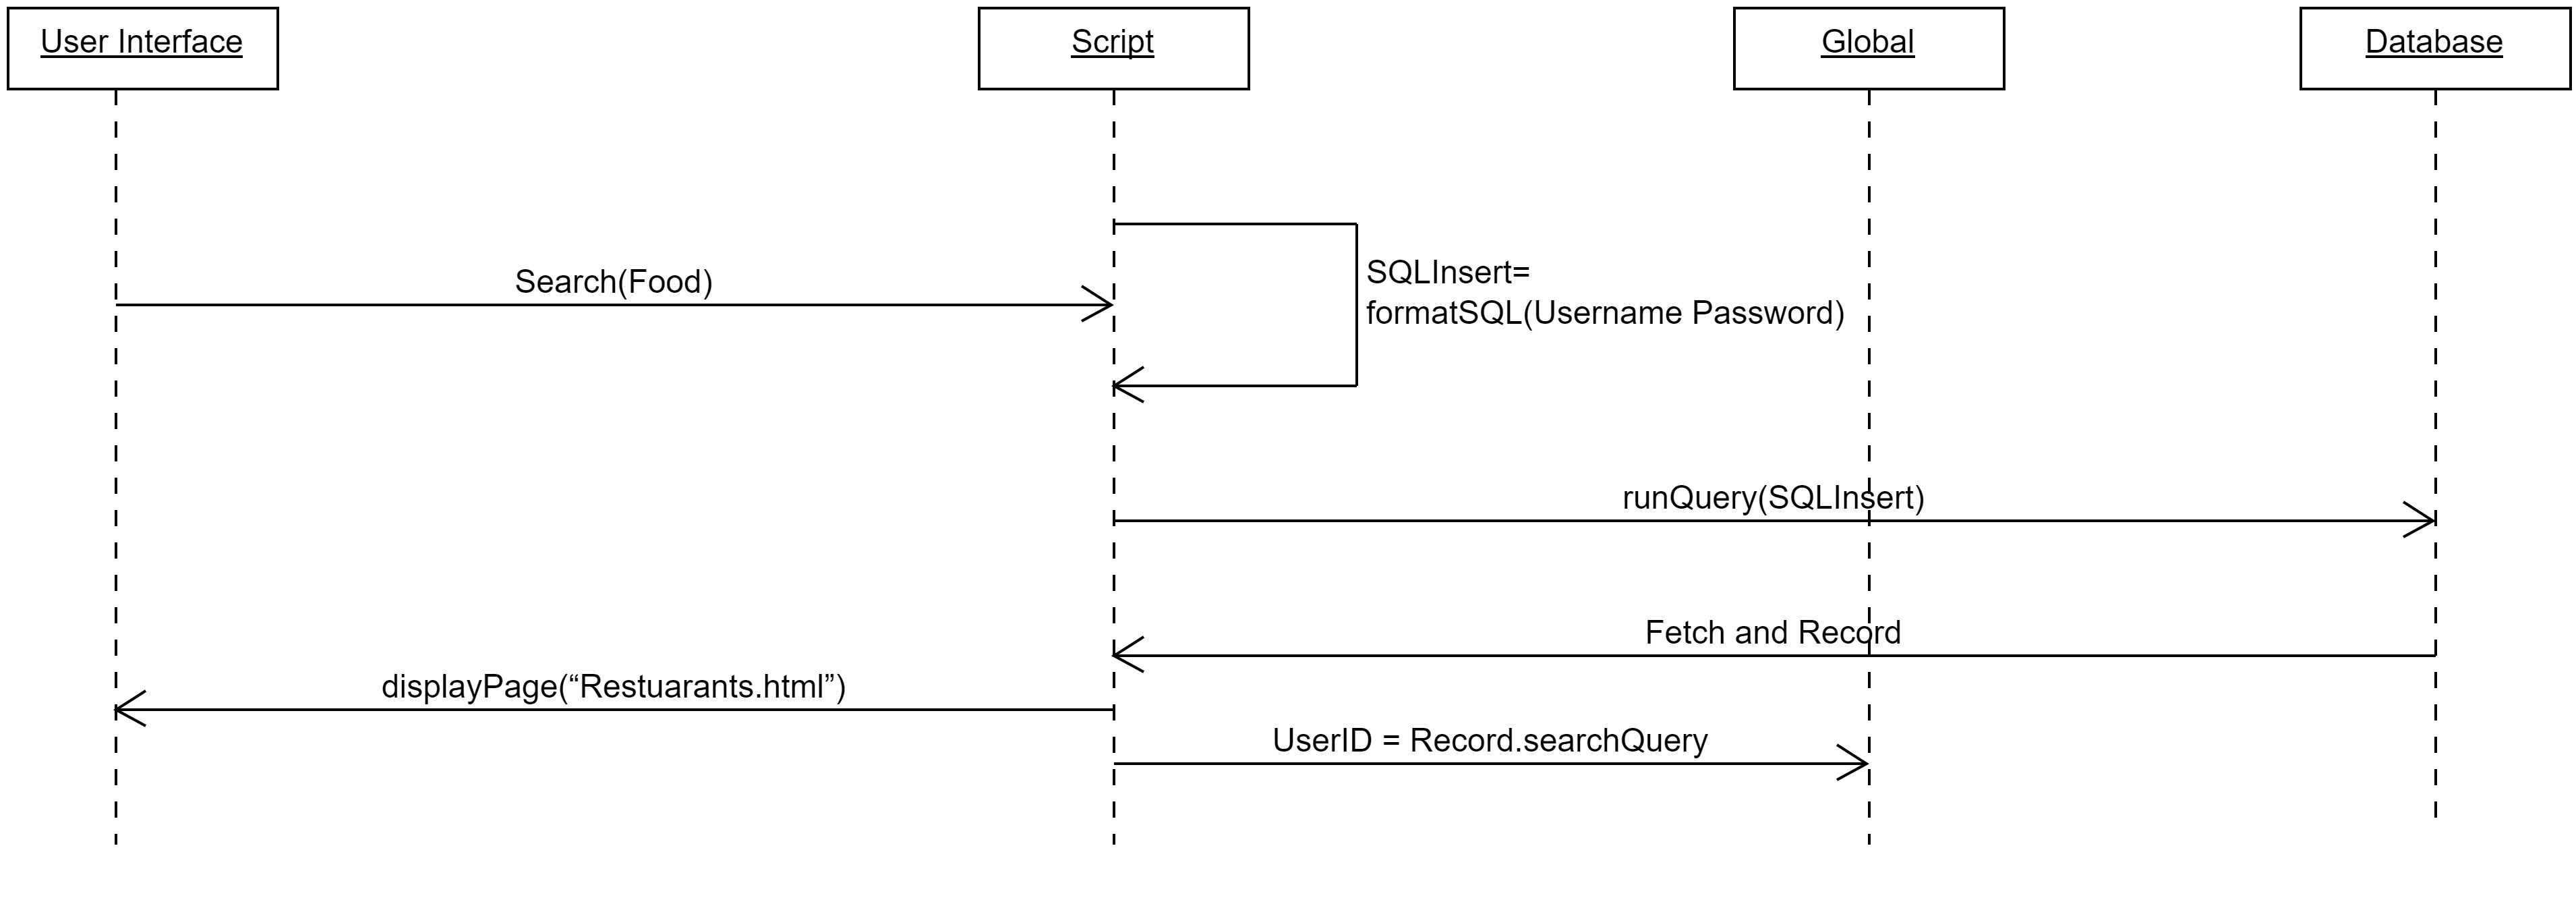 User Interface
Script
Global
Database
Search(Food)
SQLInsert=
formatSQL(Username Password)
runQuery(SQLInsert)
Fetch and Record
displayPage(“Restuarants.html”)
UserID = Record.searchQuery